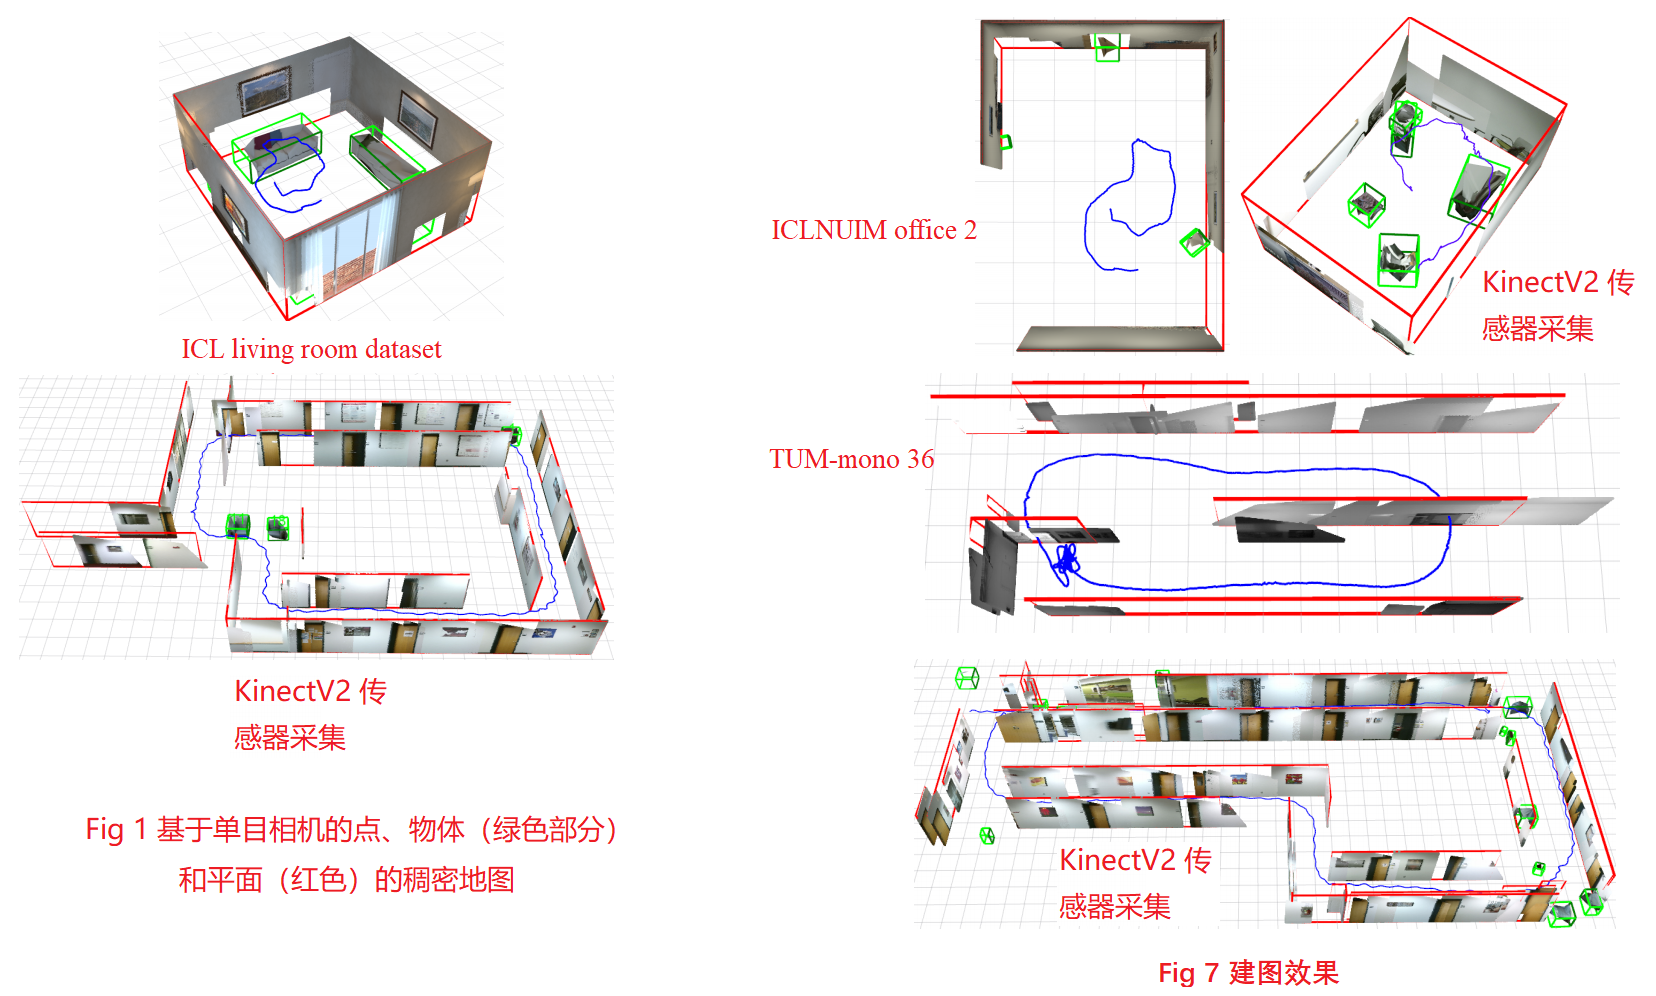 ICL living room dataset
KinectV2 传
感器采集
Fig 1 基于单目相机的点、物体（绿色部分）
和平面（红色）的稠密地图
ICLNUIM office 2
KinectV2 传
感器采集
TUM-mono 36
KinectV2 传
感器采集
Fig 7 建图效果